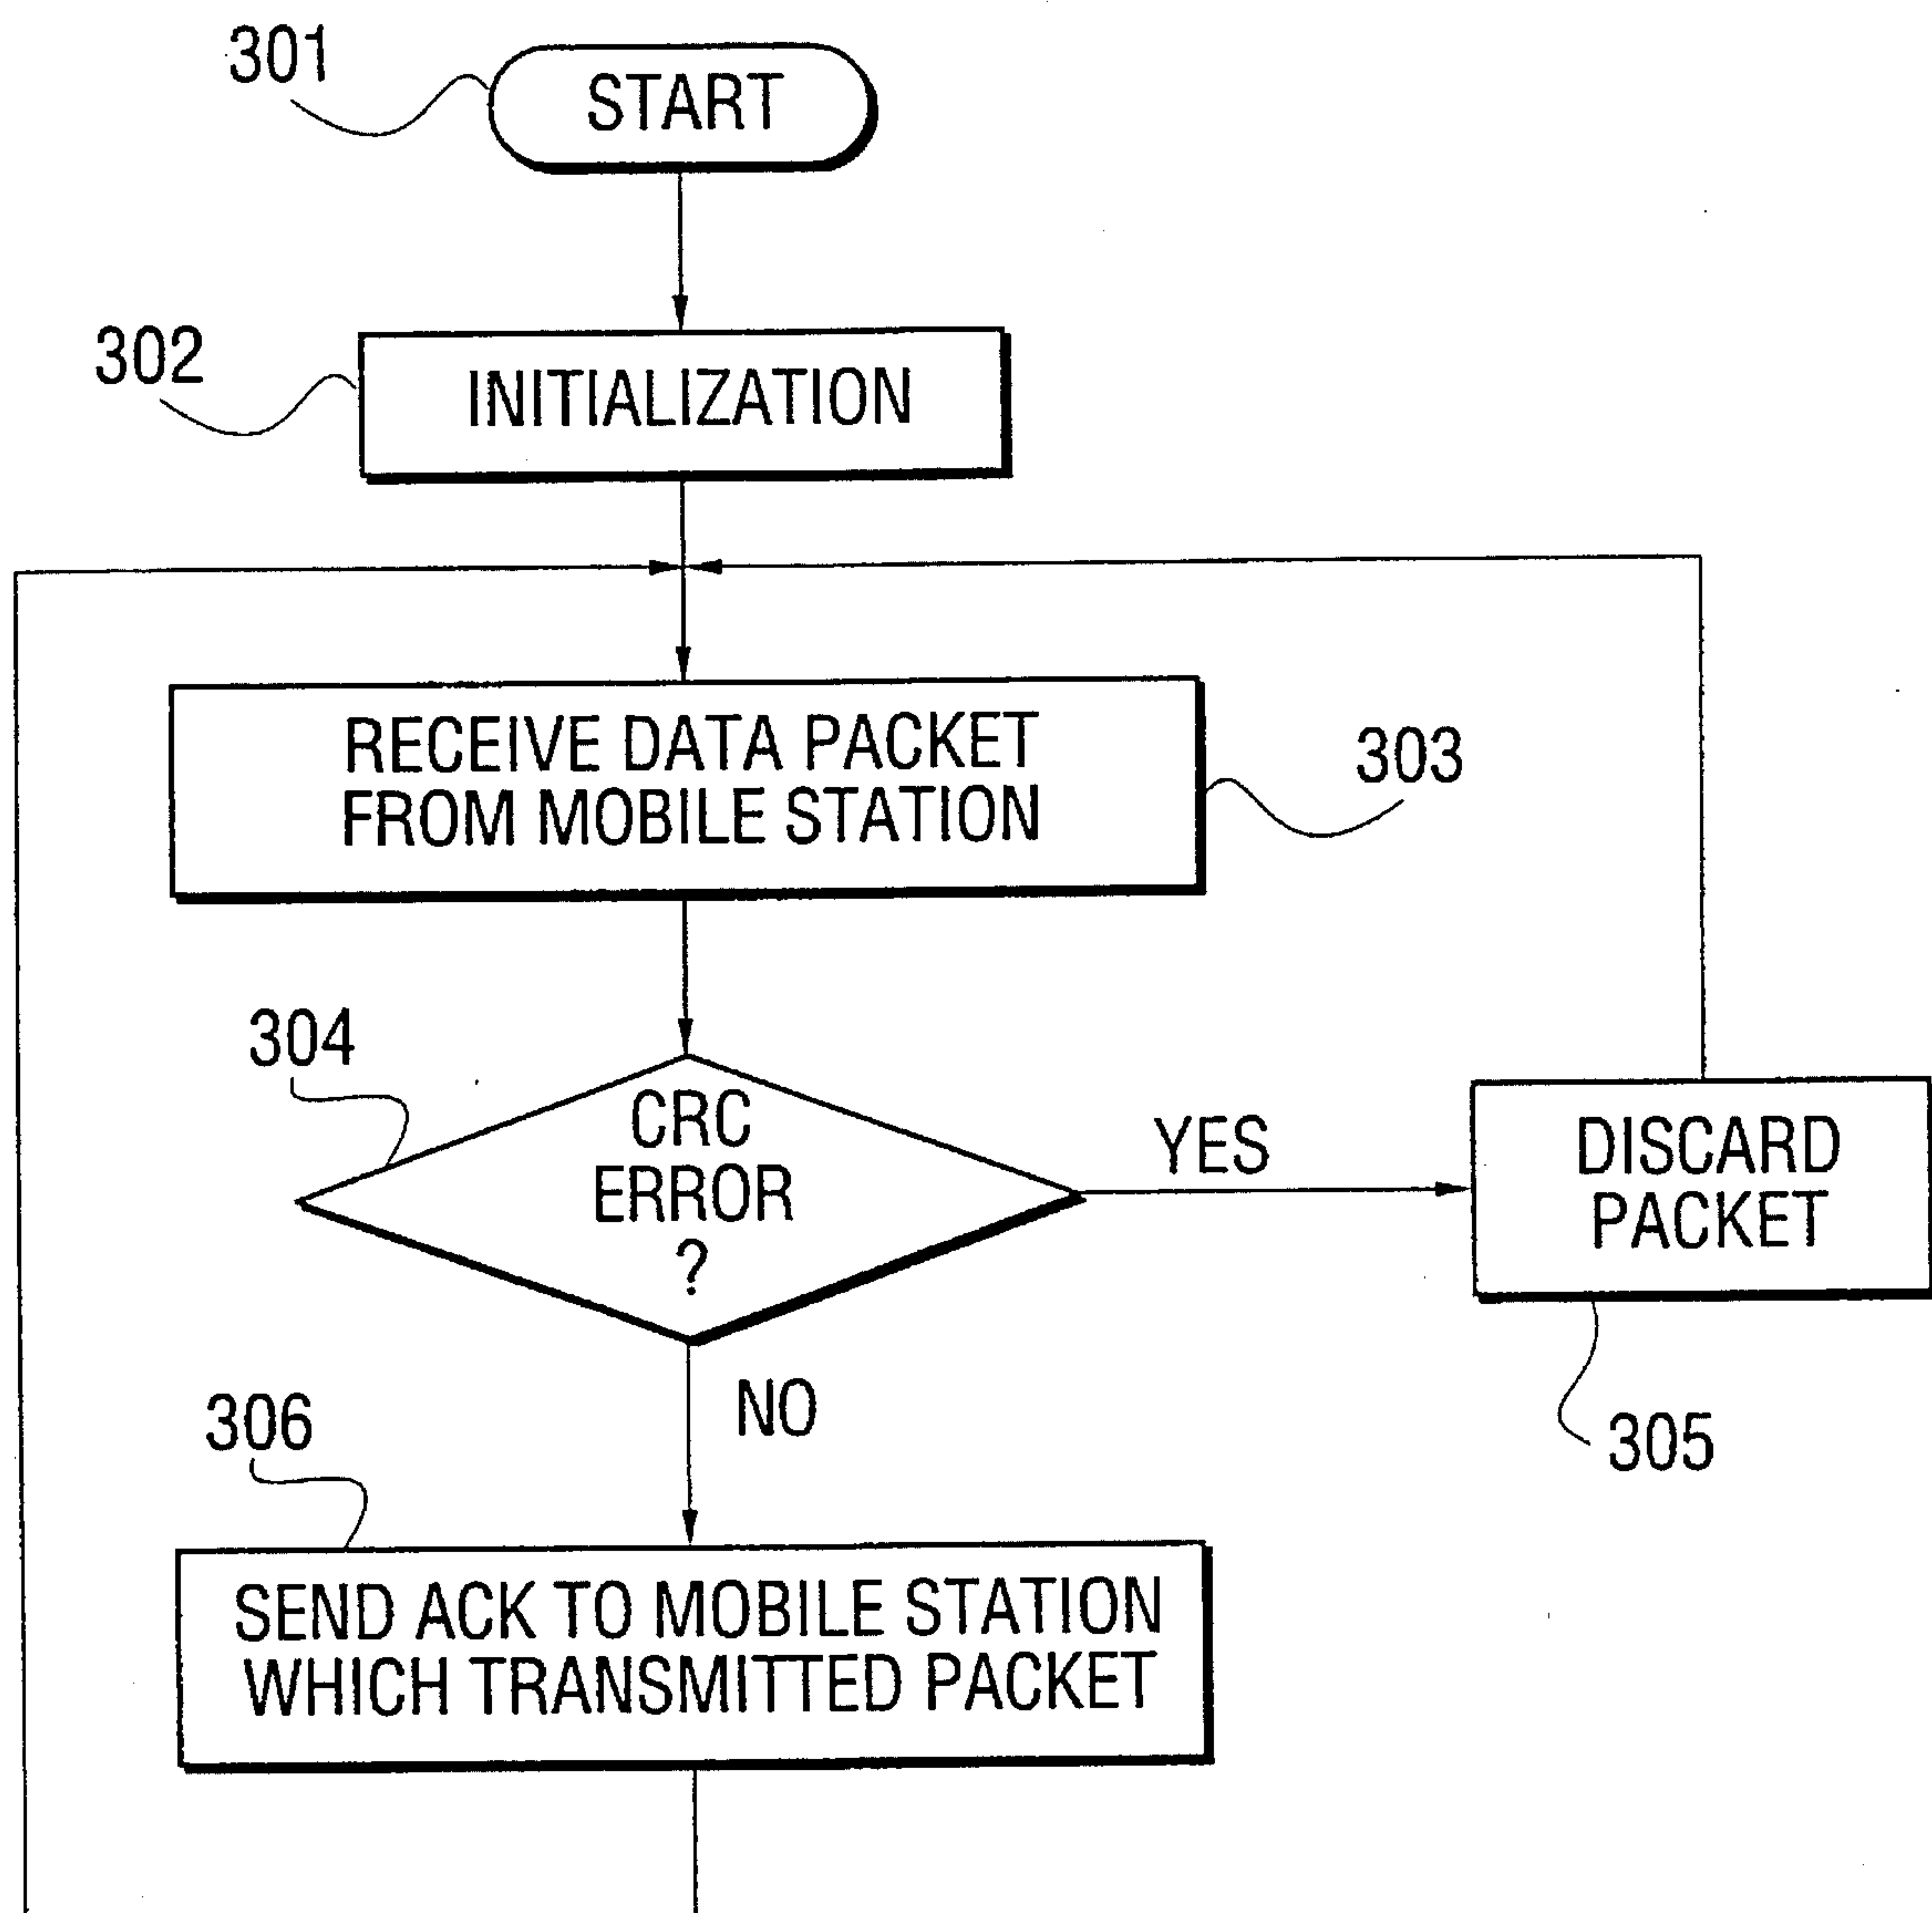 301
START
302
INITIALIZATION
RECEIVE DATA PACKET
FROM MOBILE STATION
303
304
CRC
ERROR
?
YES
DISCARD
PACKET
305
NO
306
SEND ACK TO MOBILE STATION
WHICH TRANSMITTED PACKET